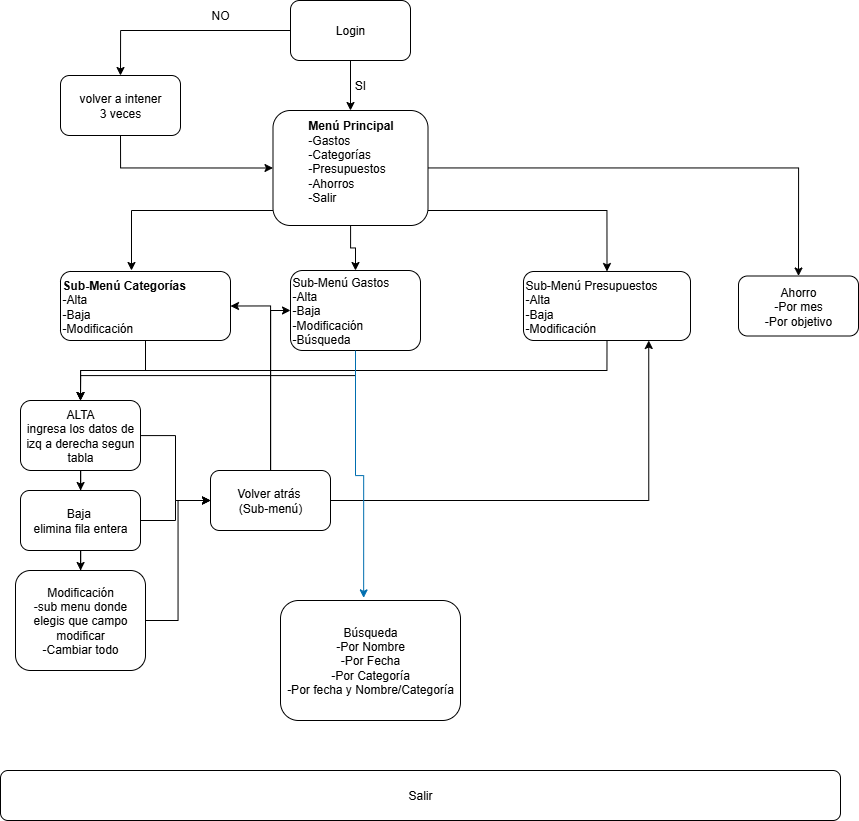 NO
Login
SI
volver a intener
3 veces
Menú Principal
-Gastos
-Categorías
-Presupuestos
-Ahorros
-Salir
Sub-Menú Categorías
-Alta
-Baja
-Modificación
Sub-Menú Gastos
-Alta
-Baja
-Modificación
-Búsqueda
Sub-Menú Presupuestos
-Alta
-Baja
-Modificación
Ahorro
-Por mes
-Por objetivo
ALTA
ingresa los datos de
izq a derecha segun
tabla
Baja
elimina fila entera
Modificación
-sub menu donde
elegis que campo
modificar
-Cambiar todo
Volver atrás
(Sub-menú)
Búsqueda
-Por Nombre
-Por Fecha
-Por Categoría
-Por fecha y Nombre/Categoría
Salir